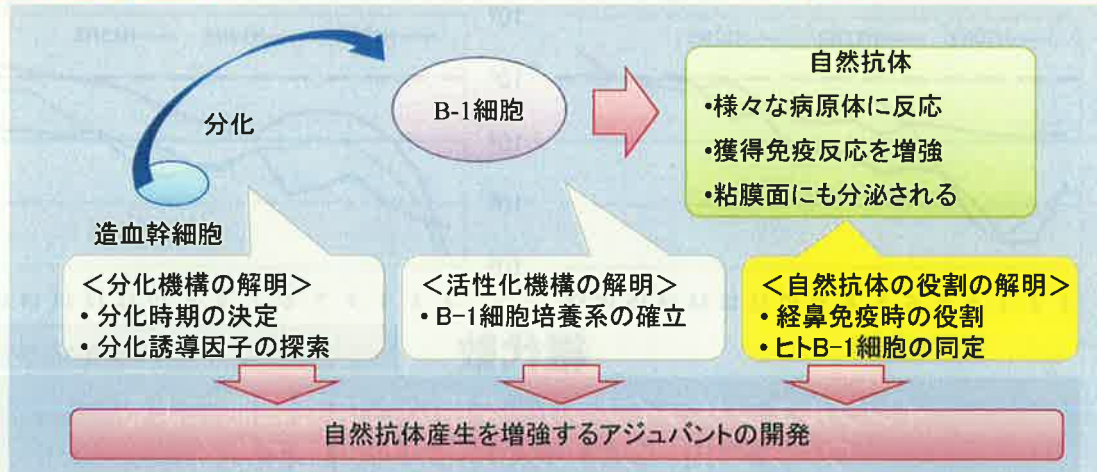 分化
造血幹細胞
B-1細胞
自然抗体
•様々な病原体に反応
•獲得免疫反応を増強
•粘膜面にも分泌される
＜分化機構の解明＞
・分化時期の決定
・分化誘導因子の探索
＜活性化機構の解明＞
・B-1細胞培養系の確立
＜自然抗体の役割の解明＞
・経鼻免疫時の役割
・ヒトB-1細胞の同定
自然抗体産生を増強するアジュバントの開発